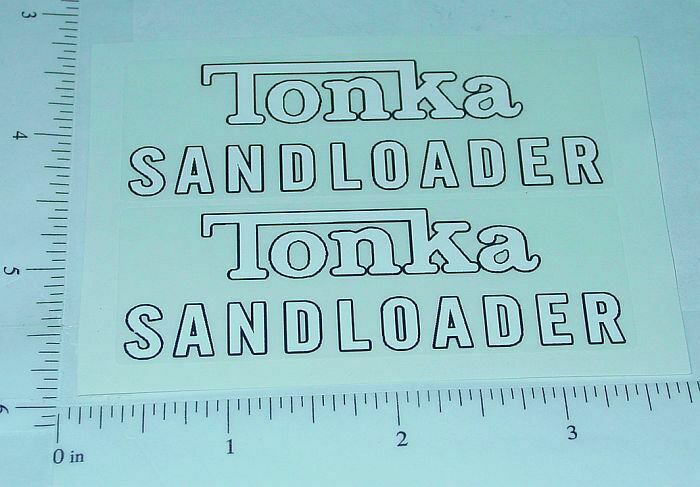 3
Tonka
4
SANDLOADER
Tonka
5
SANDLOADER
6
0 in 1 2 3